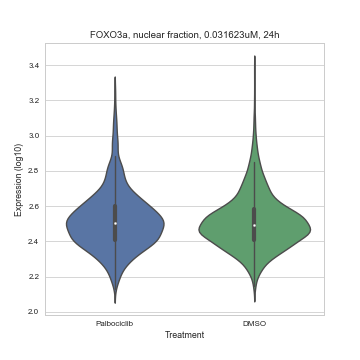 FOXO3a, nuclear fraction, 0.031623uM, 24h
3.4
3.2
3.0
2.8
2.6
2.4
2.2
2.0
Expression (log10)
Palbociclib
DMSO
Treatment